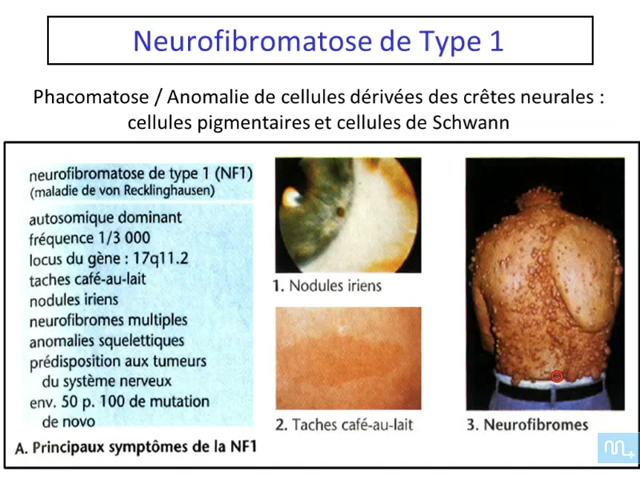 Neurofibromatose de Type 1
Phacomatose / Anomalie de cellules dérivées des crêtes neurales :
cellules pigmentaires et cellules de Schwann
neurofibromatose de type 1 (NF1)
(maladie de von Recklinghausen)
autosomique dominant
fréquence 1/3 000
locus du gène : 17q11.2
taches café-au-lait
nodules iriens
neurofibromes multiples
anomalies squelettiques
prédisposition aux tumeurs
du système nerveux
env. 50 p. 100 de mutation
de novo
A. Principaux symptômes de la NF1
1. Nodules iriens
2. Taches café-au-lait
3. Neurofibromes